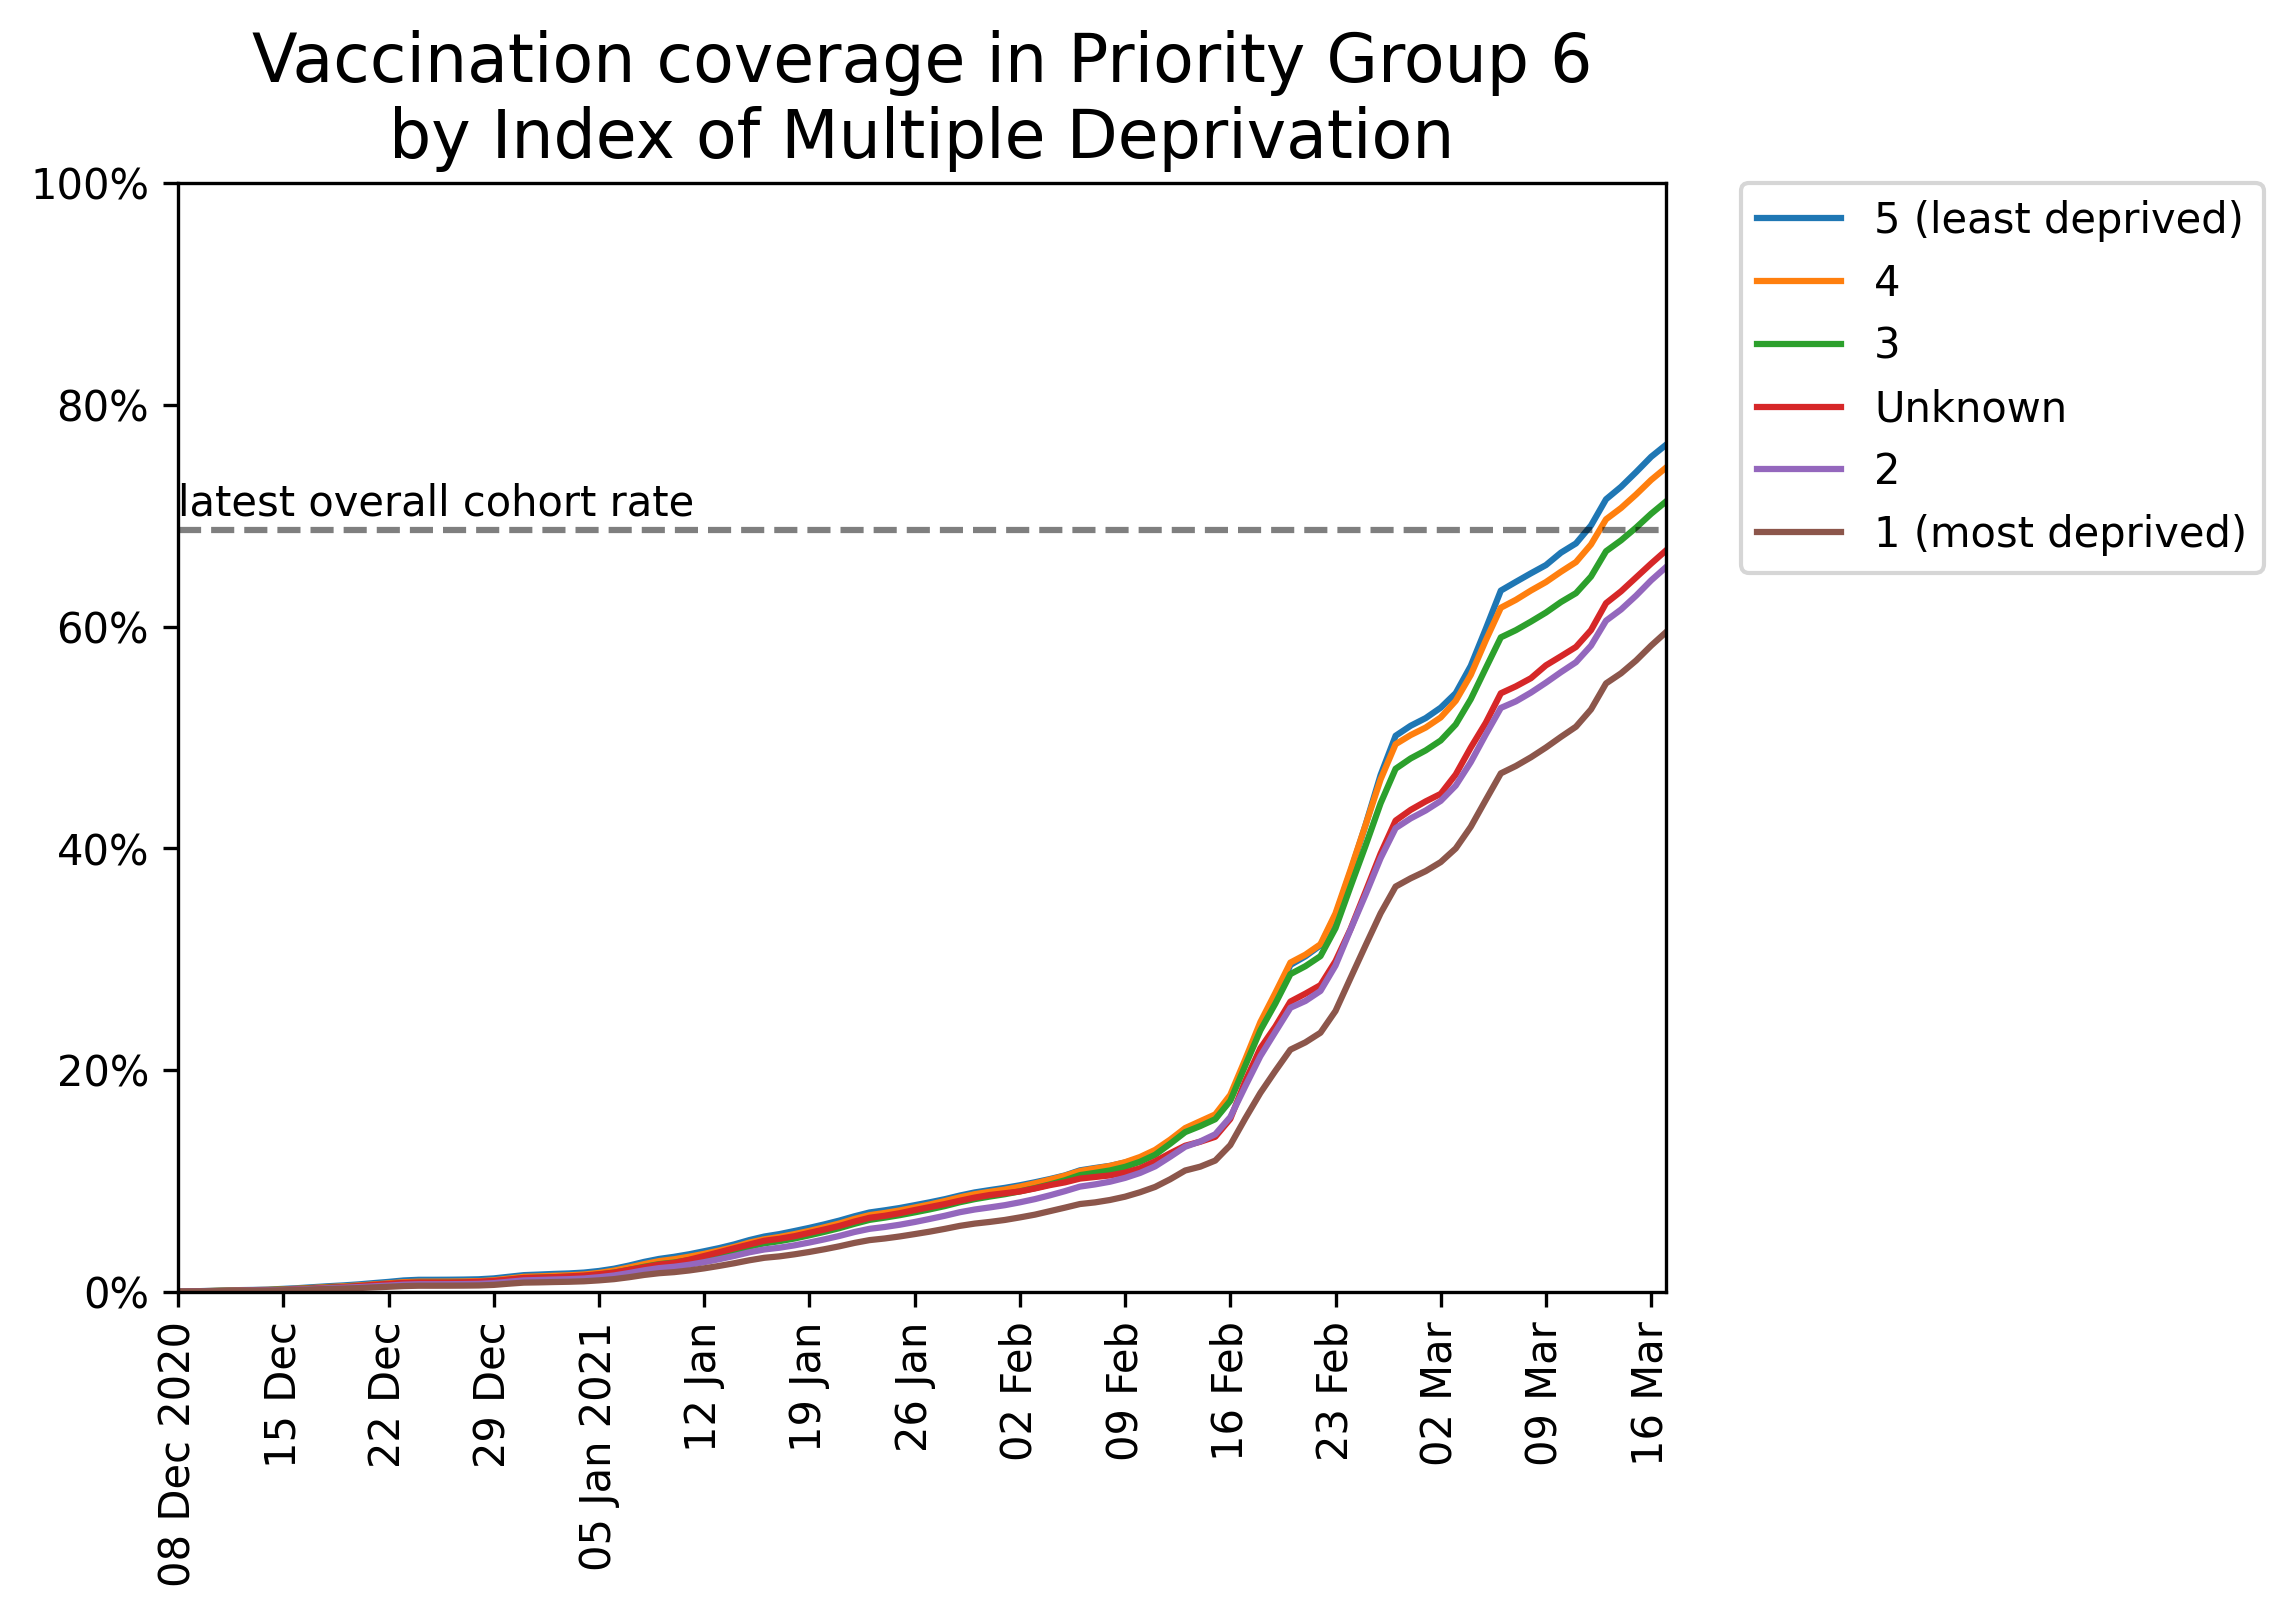 Vaccination coverage in Priority Group 6
by Index of Multiple Deprivation
100%
80%
60%
40%
20%
0%
latest overall cohort rate
5 (least deprived)
4
3
Unknown
2
1 (most deprived)
08 Dec 2020
15 Dec
22 Dec
29 Dec
05 Jan 2021
12 Jan
19 Jan
26 Jan
02 Feb
09 Feb
16 Feb
23 Feb
02 Mar
09 Mar
16 Mar